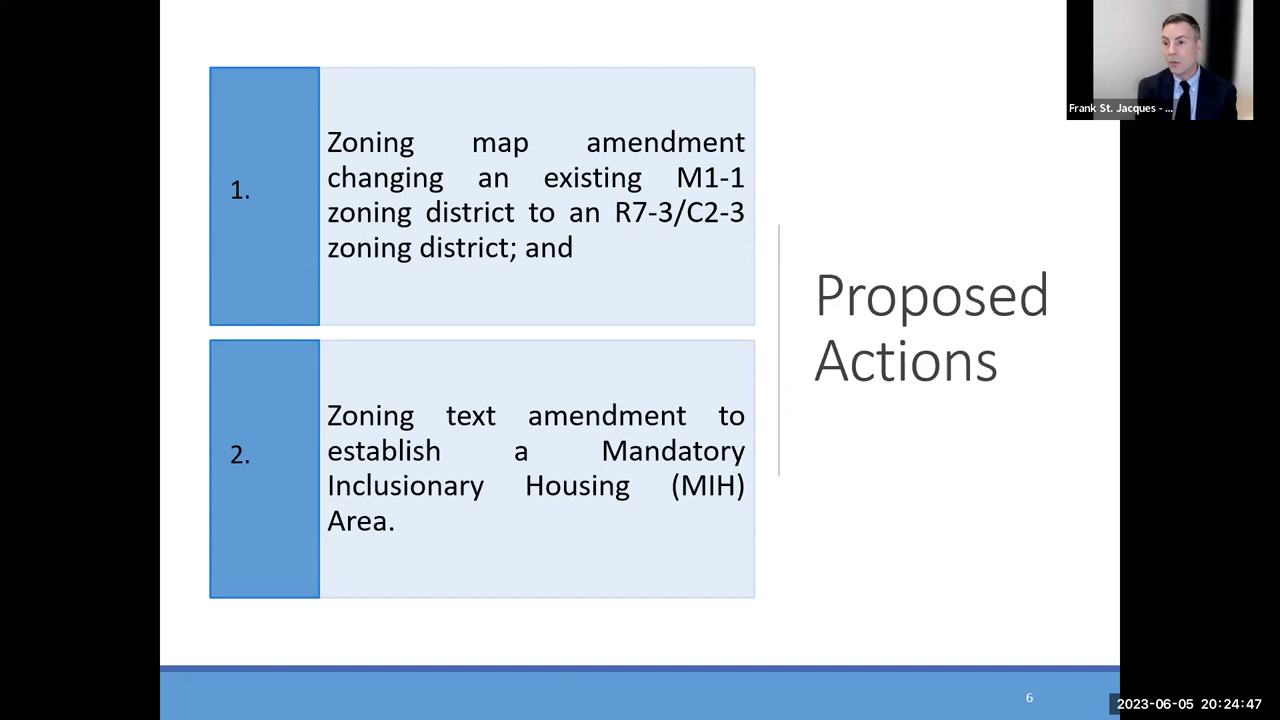 1.
Zoning map amendment
changing an existing M1-1
zoning district to an R7-3/C2-3
zoning district; and
2.
Zoning text amendment to
establish a Mandatory
Inclusionary Housing (MIH)
Area.
Proposed
Actions
Frank St. Jacques - ...
6
2023-06-05 20:24:47